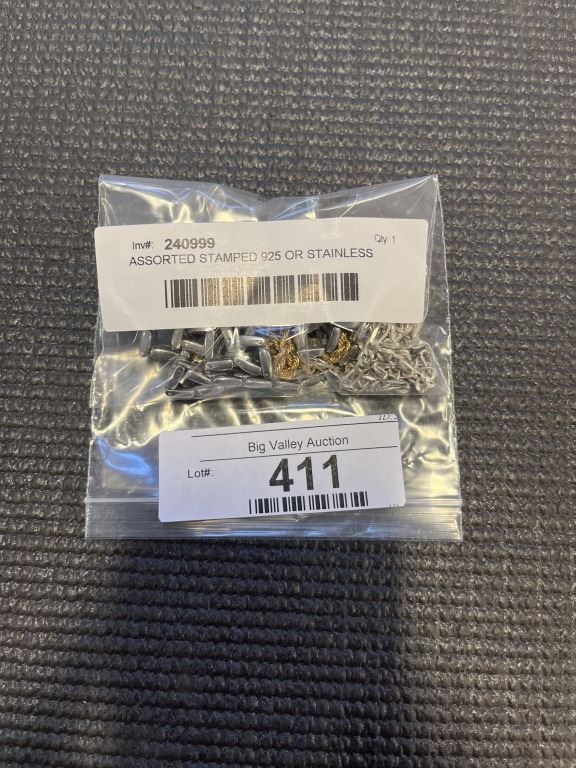 Inv#: 240999 Qty: 1
ASSORTED STAMPED 925 OR STAINLESS
Big Valley Auction
Lot#: 411